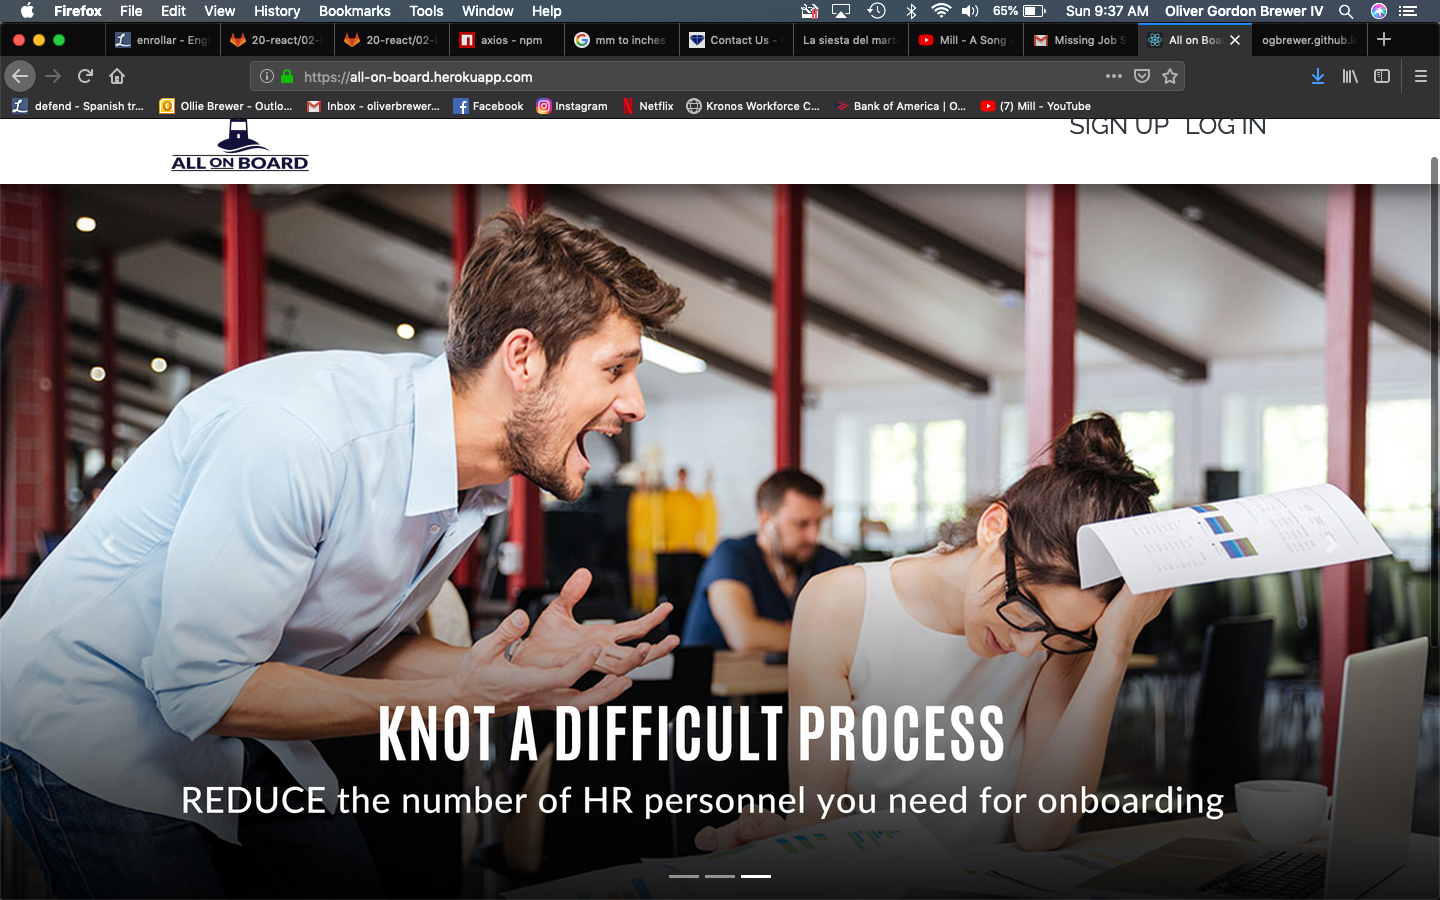 Firefox File Edit View History Bookmarks Tools Window Help 65% Sun 9:37 AM Oliver Gordon Brewer IV
enrollar - Eng 20-react/02- 20-react/02- axios - npm mm to inches Contact Us - La siesta del mart Mill - A Song Missing Job S All on Boa ogbrewer.github.i
https://all-on-board.herokuapp.com
defend - Spanish tr... Ollie Brewer - Outlo... Inbox - oliverbrewer... Facebook Instagram Netflix Kronos Workforce C... Bank of America | O... (7) Mill - YouTube
SIGN UP LOG IN
ALL ON BOARD
KNOT A DIFFICULT PROCESS
REDUCE the number of HR personnel you need for onboarding